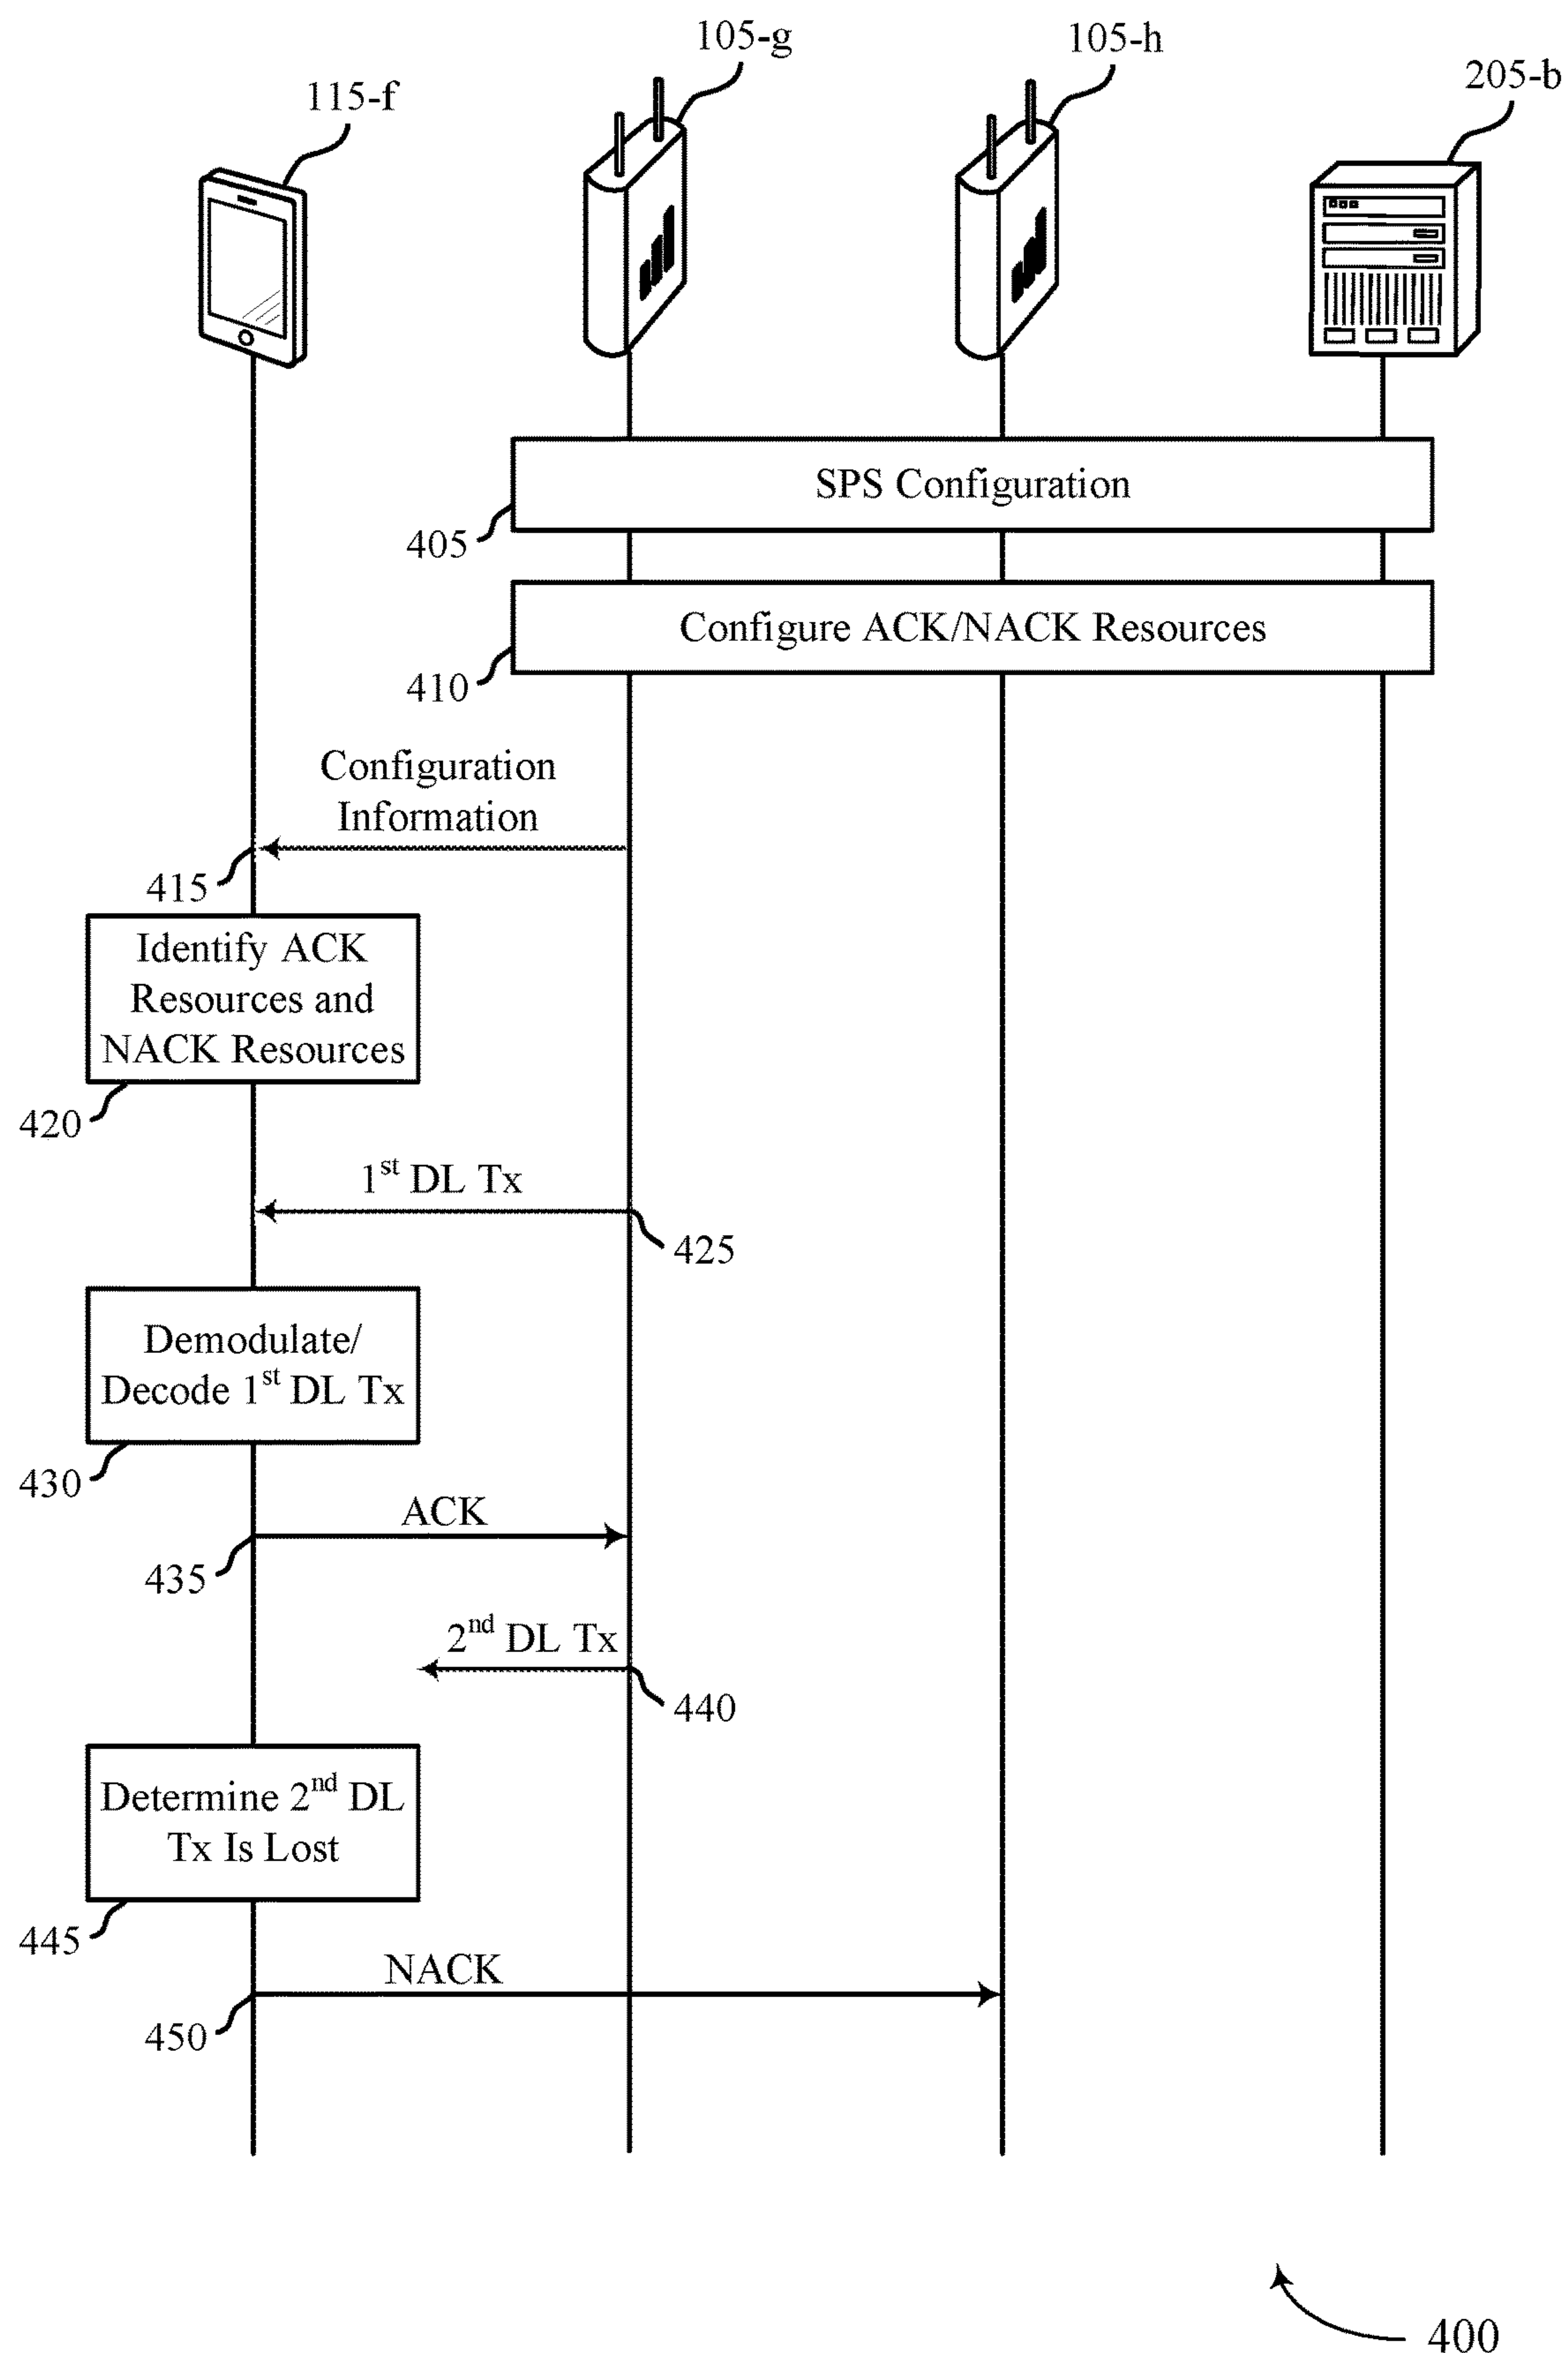 105-g
105-h
205-b
115-f
SPS Configuration
405
Configure ACK/NACK Resources
410
Configuration
Information
415
Identify ACK
Resources and
NACK Resources
420
1st DL Tx
425
Demodulate/
Decode 1st DL Tx
430
ACK
435
2nd DL Tx
440
Determine 2nd DL
Tx Is Lost
445
NACK
450
400